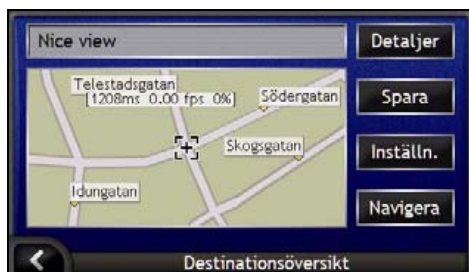 Nice view
Detaljer
Telestadsgatan
[1208ms 0.00 fps 0%]
Södergatan
Spara
Skogsgatan
Inställn.
Idungatan
Navigera
Destinationsöversikt